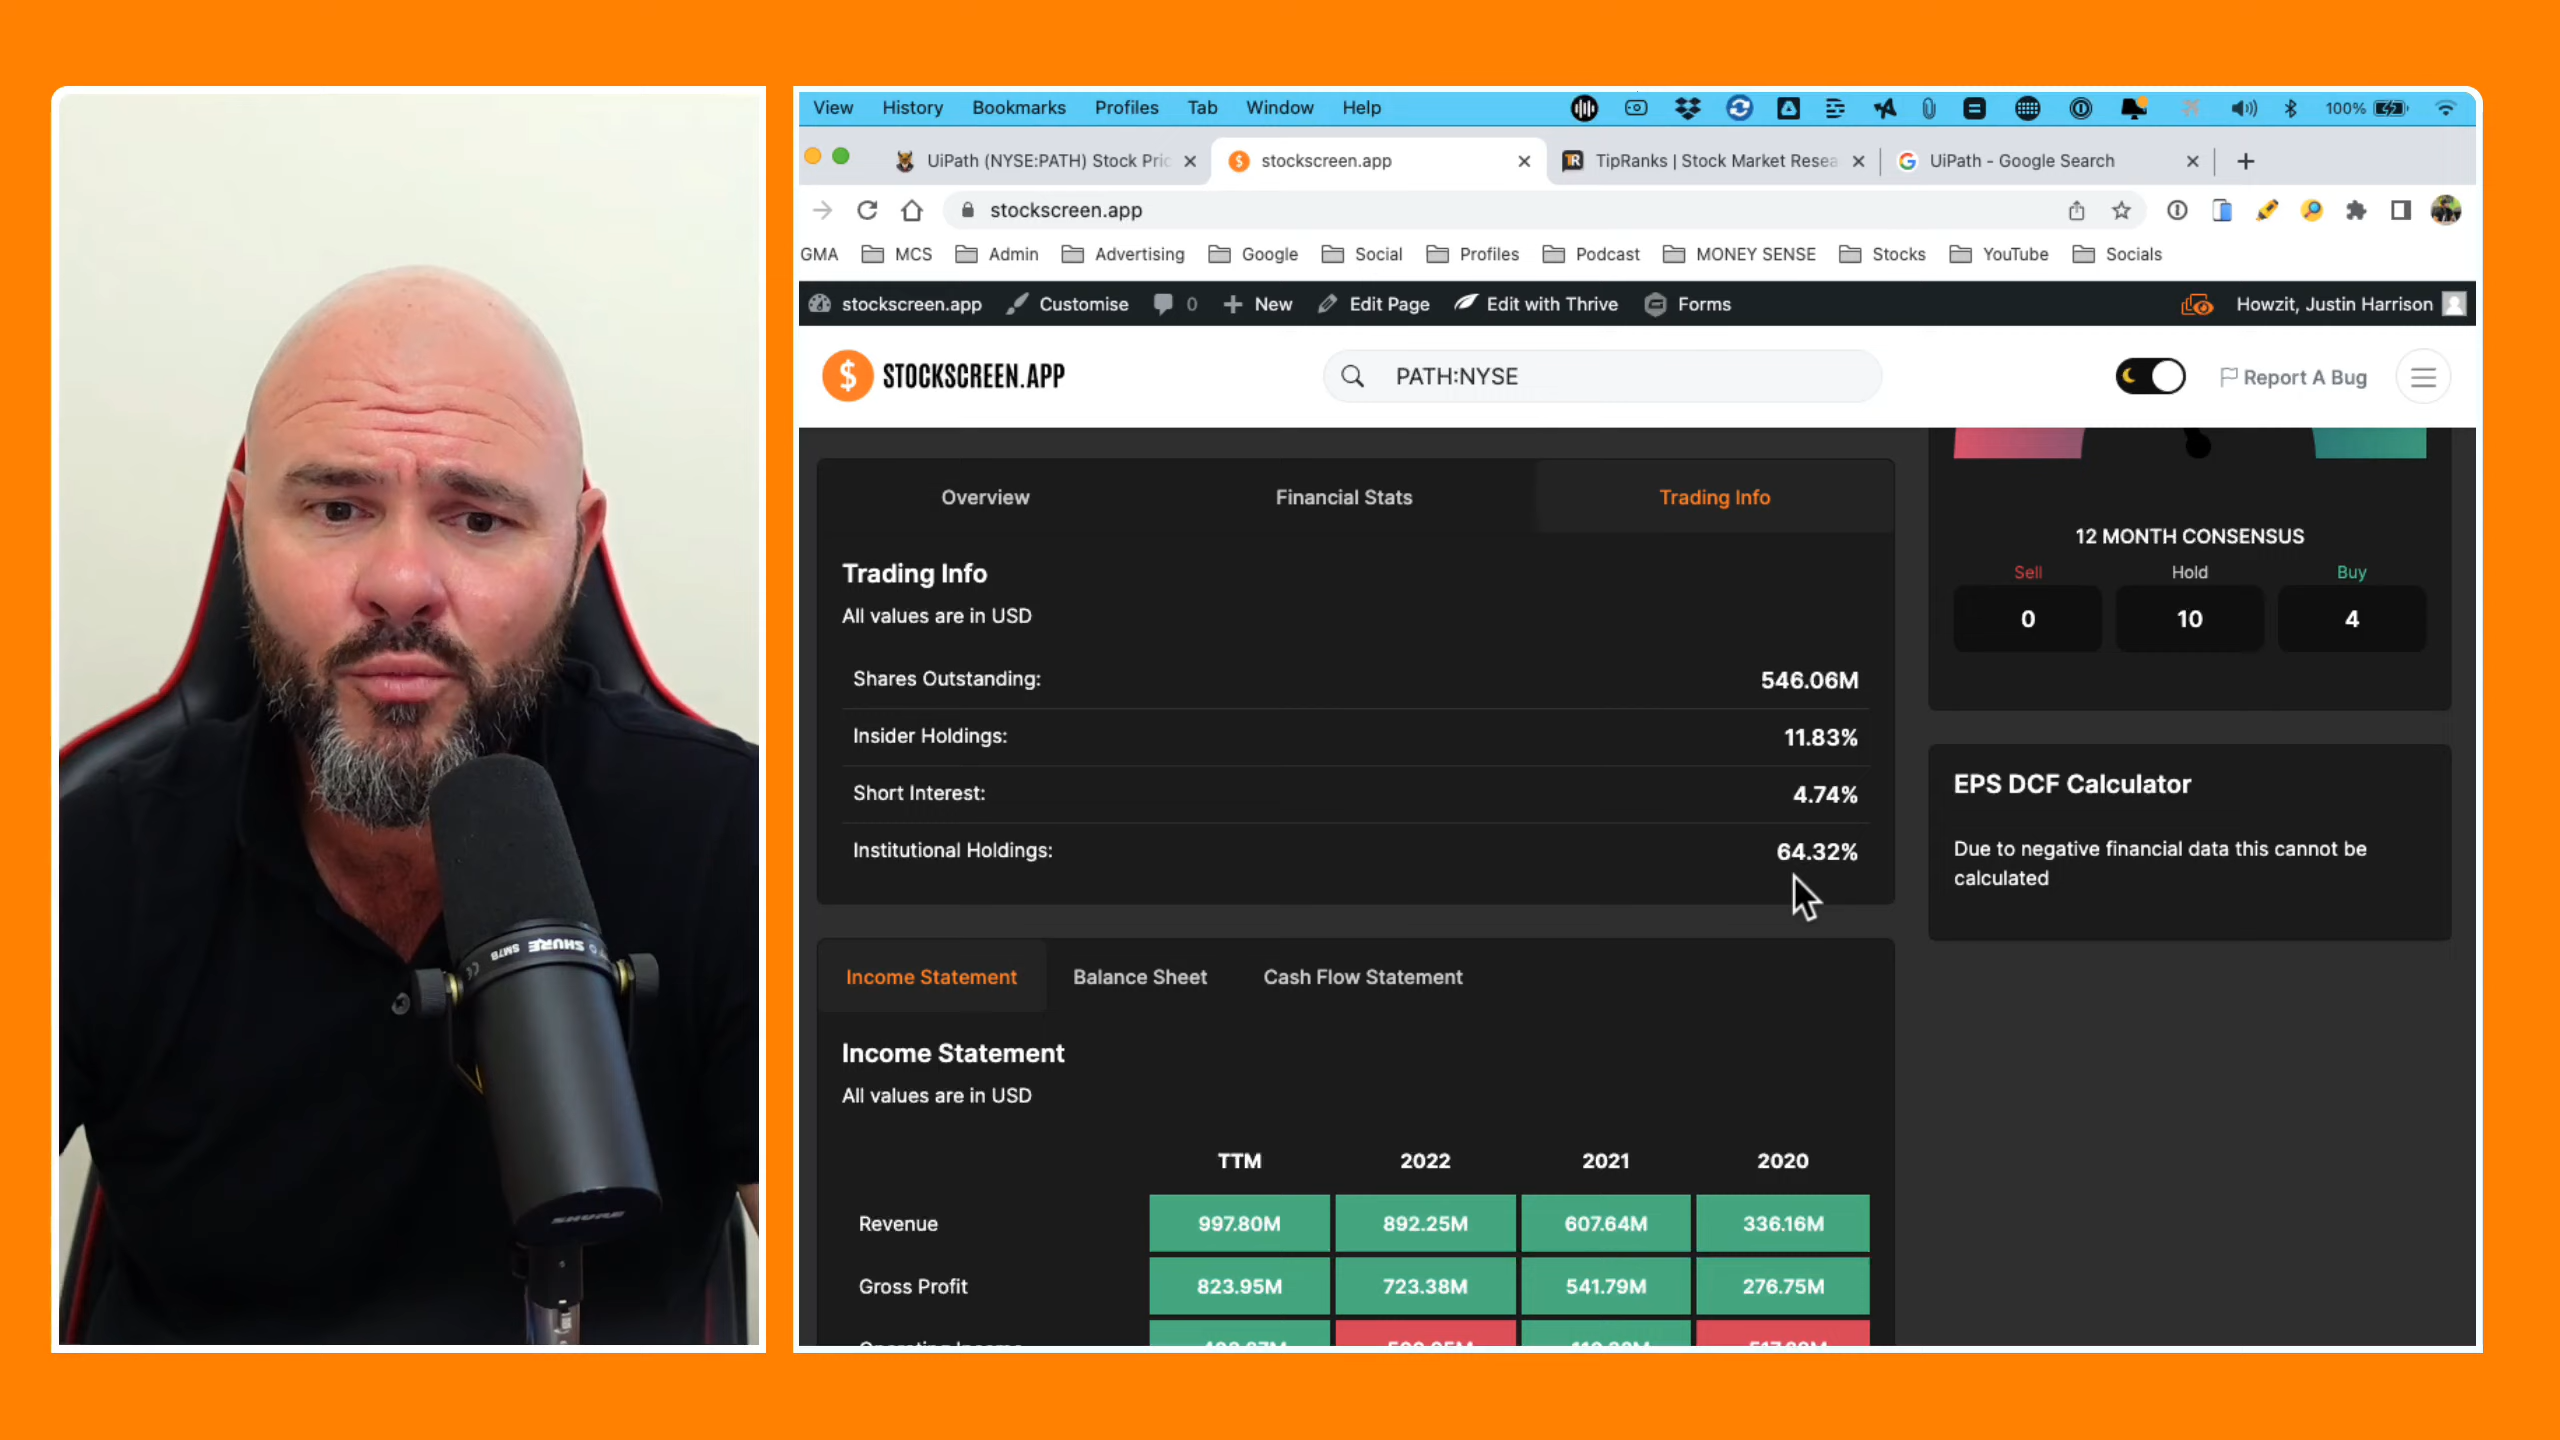 View History Bookmarks Profiles Tab Window Help 100%
UiPath (NYSE:PATH) Stock Pric stockscreen.app TipRanks | Stock Market Resea UiPath - Google Search
stockscreen.app
GMA MCS Admin Advertising Google Social Profiles Podcast MONEY SENSE Stocks YouTube Socials
stockscreen.app Customise 0 New Edit Page Edit with Thrive Forms Howzit, Justin Harrison
$ STOCKSCREEN.APP PATH:NYSE Report A Bug
Overview Financial Stats Trading Info
Trading Info
All values are in USD
Shares Outstanding: 546.06M
Insider Holdings: 11.83%
Short Interest: 4.74%
Institutional Holdings: 64.32%
12 MONTH CONSENSUS
Sell Hold Buy
0 10 4
EPS DCF Calculator
Due to negative financial data this cannot be
calculated
Income Statement Balance Sheet Cash Flow Statement
Income Statement
All values are in USD
TTM 2022 2021 2020
Revenue 997.80M 892.25M 607.64M 336.16M
Gross Profit 823.95M 723.38M 541.79M 276.75M
SHURE SM7B
SHURE